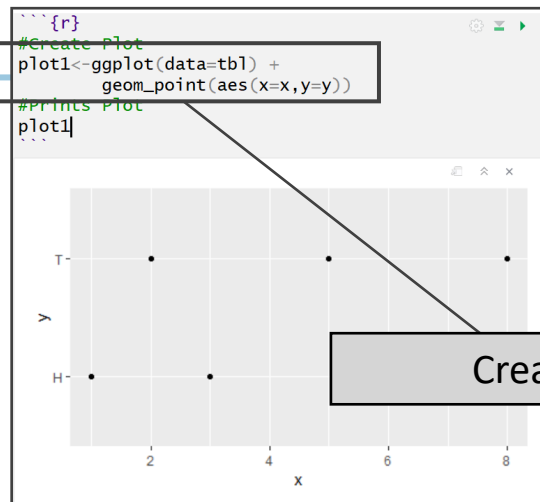 ```{r}
#Create Plot
plot1<-ggplot(data=tbl) +
geom_point(aes(x=x,y=y))
#Prints Plot
plot1
```
T
y
H
2
4
6
8
x
Crea